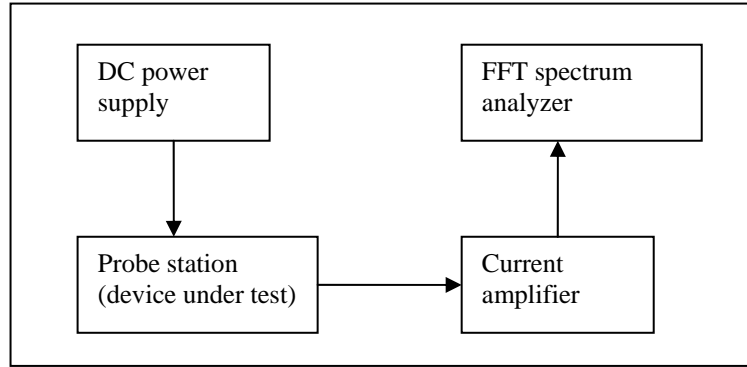 DC power
supply
FFT spectrum
analyzer
Probe station
(device under test)
Current
amplifier